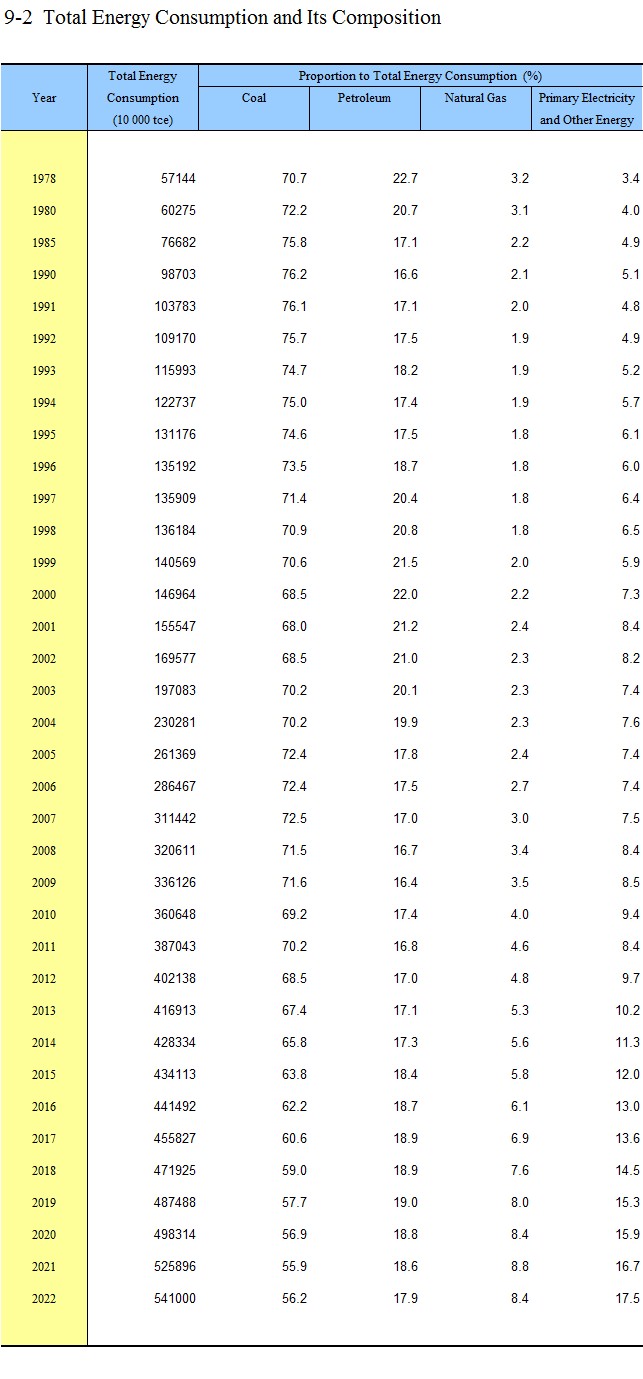 9-2 Total Energy Consumption and Its Composition
Year Total Energy Consumption (10 000 tce) Proportion to Total Energy Consumption (%)
Coal Petroleum Natural Gas Primary Electricity and Other Energy
1978 57144 70.7 22.7 3.2 3.4
1980 60275 72.2 20.7 3.1 4.0
1985 76682 75.8 17.1 2.2 4.9
1990 98703 76.2 16.6 2.1 5.1
1991 103783 76.1 17.1 2.0 4.8
1992 109170 75.7 17.5 1.9 4.9
1993 115993 74.7 18.2 1.9 5.2
1994 122737 75.0 17.4 1.9 5.7
1995 131176 74.6 17.5 1.8 6.1
1996 135192 73.5 18.7 1.8 6.0
1997 135909 71.4 20.4 1.8 6.4
1998 136184 70.9 20.8 1.8 6.5
1999 140569 70.6 21.5 2.0 5.9
2000 146964 68.5 22.0 2.2 7.3
2001 155547 68.0 21.2 2.4 8.4
2002 169577 68.5 21.0 2.3 8.2
2003 197083 70.2 20.1 2.3 7.4
2004 230281 70.2 19.9 2.3 7.6
2005 261369 72.4 17.8 2.4 7.4
2006 286467 72.4 17.5 2.7 7.4
2007 311442 72.5 17.0 3.0 7.5
2008 320611 71.5 16.7 3.4 8.4
2009 336126 71.6 16.4 3.5 8.5
2010 360648 69.2 17.4 4.0 9.4
2011 387043 70.2 16.8 4.6 8.4
2012 402138 68.5 17.0 4.8 9.7
2013 416913 67.4 17.1 5.3 10.2
2014 428334 65.8 17.3 5.6 11.3
2015 434113 63.8 18.4 5.8 12.0
2016 441492 62.2 18.7 6.1 13.0
2017 455827 60.6 18.9 6.9 13.6
2018 471925 59.0 18.9 7.6 14.5
2019 487488 57.7 19.0 8.0 15.3
2020 498314 56.9 18.8 8.4 15.9
2021 525896 55.9 18.6 8.8 16.7
2022 541000 56.2 17.9 8.4 17.5